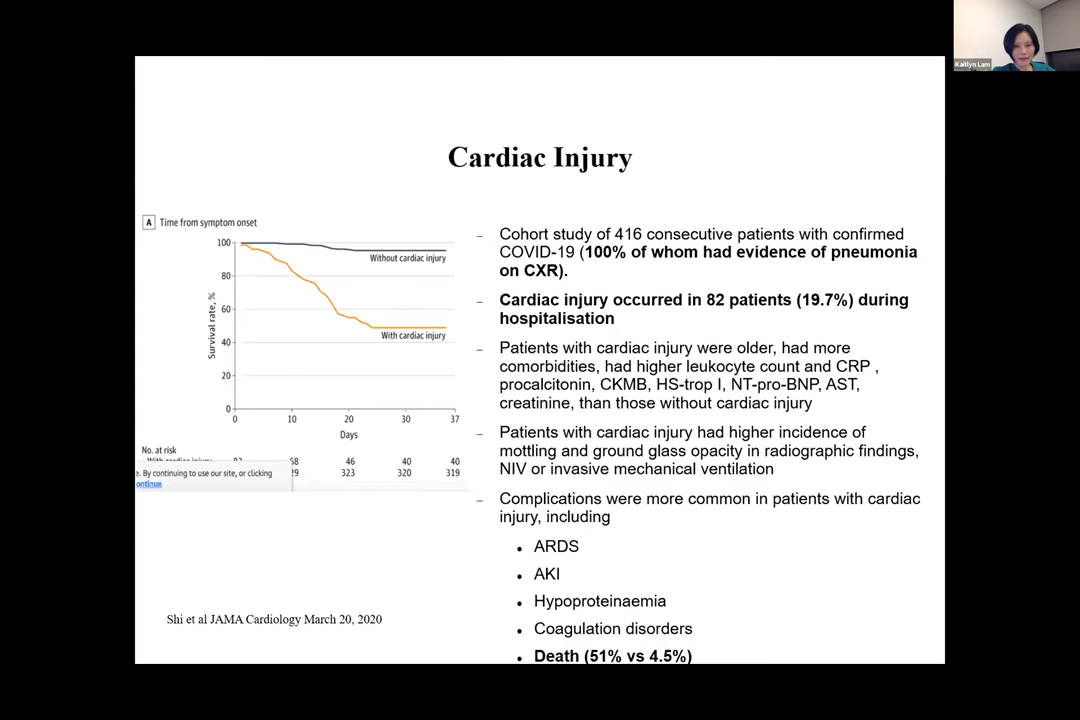 Kaitlyn Lam
Cardiac Injury
A Time from symptom onset
100
80
60
40
20
0
Survival rate, %
Without cardiac injury
With cardiac injury
0 10 20 30 37
Days
No. at risk
68 46 40 40
323 320 319
e. By continuing to use our site, or clicking
ontinue
Shi et al JAMA Cardiology March 20, 2020
– Cohort study of 416 consecutive patients with confirmed
COVID-19 (100% of whom had evidence of pneumonia
on CXR).
– Cardiac injury occurred in 82 patients (19.7%) during
hospitalisation
– Patients with cardiac injury were older, had more
comorbidities, had higher leukocyte count and CRP ,
procalcitonin, CKMB, HS-trop I, NT-pro-BNP, AST,
creatinine, than those without cardiac injury
– Patients with cardiac injury had higher incidence of
mottling and ground glass opacity in radiographic findings,
NIV or invasive mechanical ventilation
– Complications were more common in patients with cardiac
injury, including
• ARDS
• AKI
• Hypoproteinaemia
• Coagulation disorders
• Death (51% vs 4.5%)